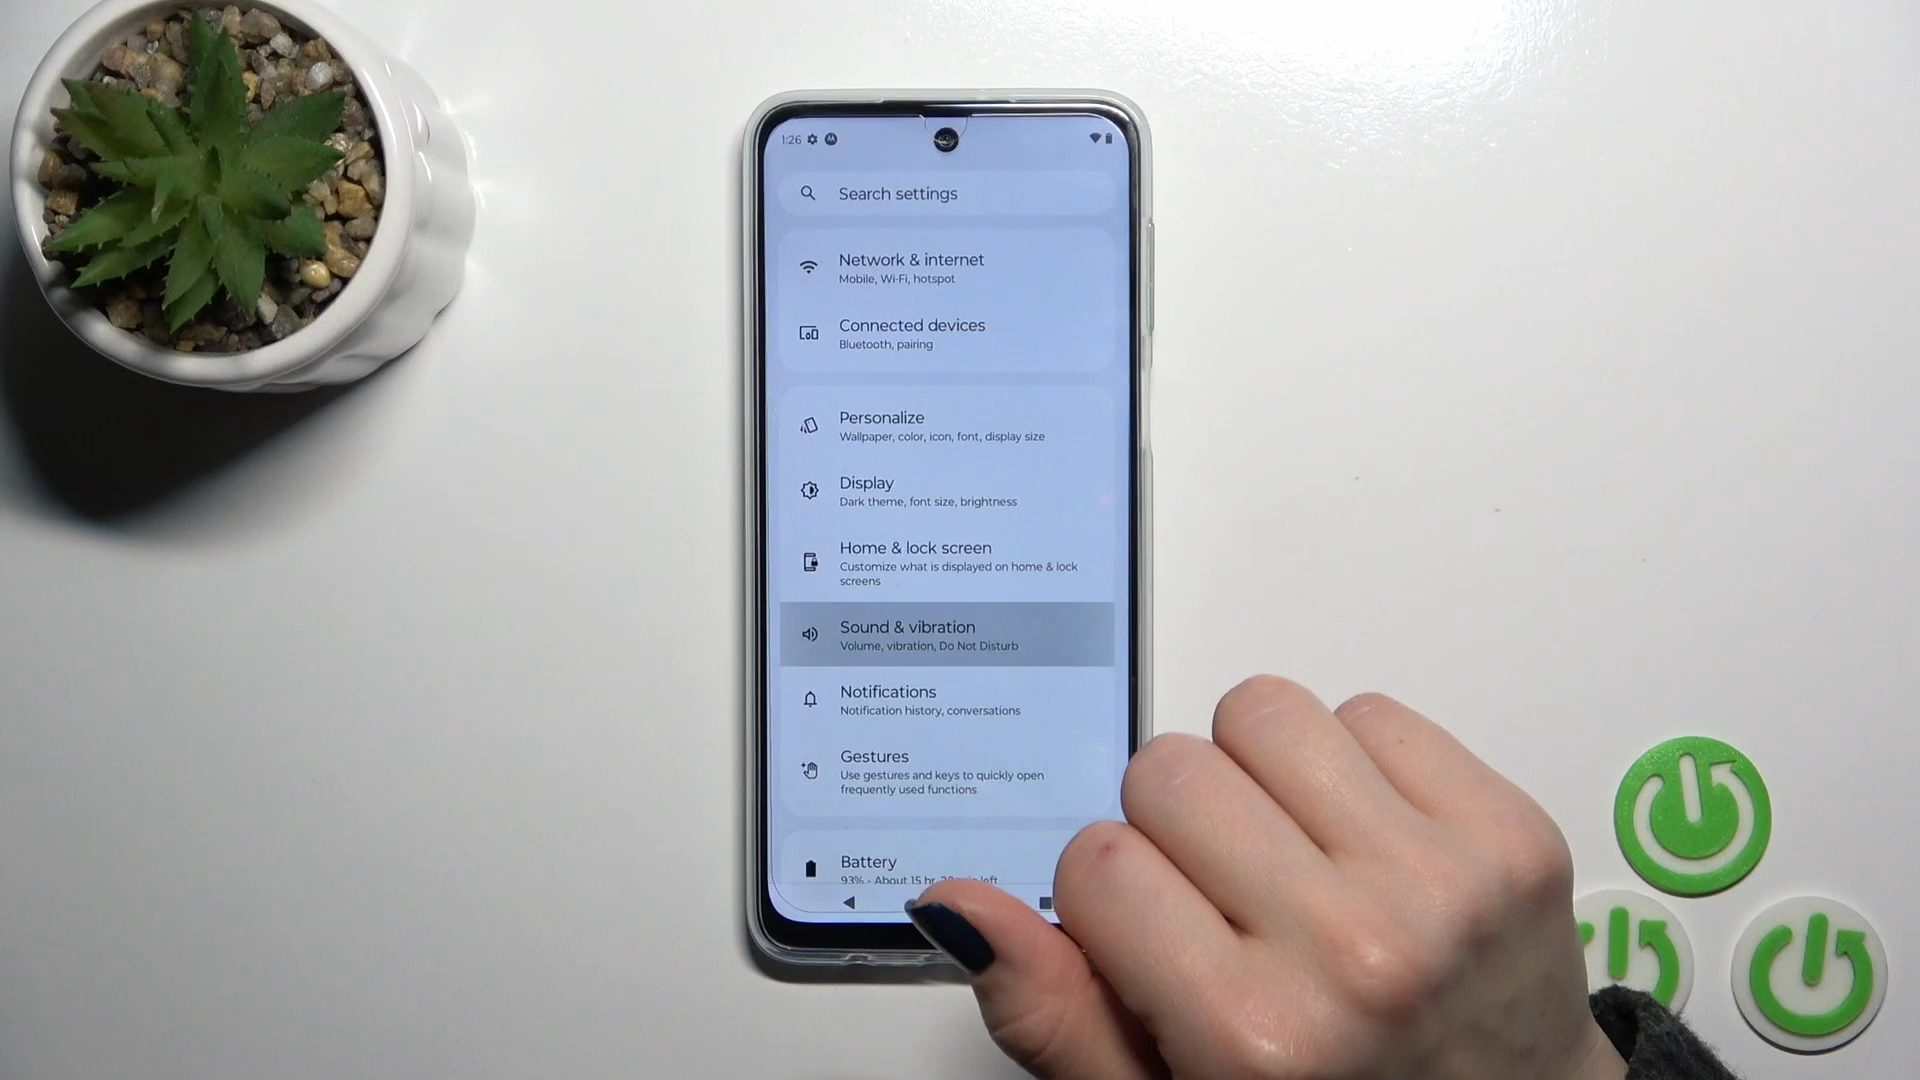 1:26
Search settings
Network & internet
Mobile, Wi-Fi, hotspot
Connected devices
Bluetooth, pairing
Personalize
Wallpaper, color, icon, font, display size
Display
Dark theme, font size, brightness
Home & lock screen
Customize what is displayed on home & lock
screens
Sound & vibration
Volume, vibration, Do Not Disturb
Notifications
Notification history, conversations
Gestures
Use gestures and keys to quickly open
frequently used functions
Battery
93% - About 15 hr, left